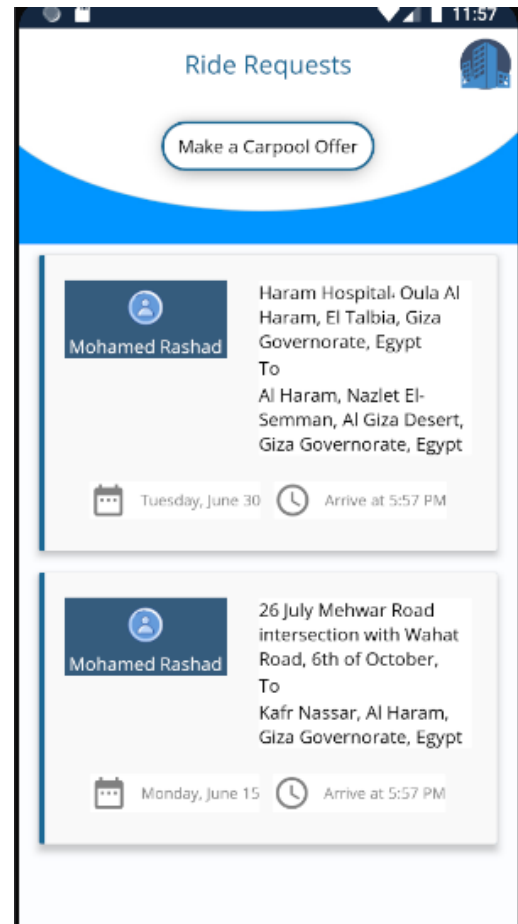 11:57
Ride Requests
Make a Carpool Offer
Mohamed Rashad
Haram Hospital، Oula Al
Haram, El Talbia, Giza
Governorate, Egypt
To
Al Haram, Nazlet El-
Semman, Al Giza Desert,
Giza Governorate, Egypt
Tuesday, June 30
Arrive at 5:57 PM
Mohamed Rashad
26 July Mehwar Road
intersection with Wahat
Road, 6th of October,
To
Kafr Nassar, Al Haram,
Giza Governorate, Egypt
Monday, June 15
Arrive at 5:57 PM